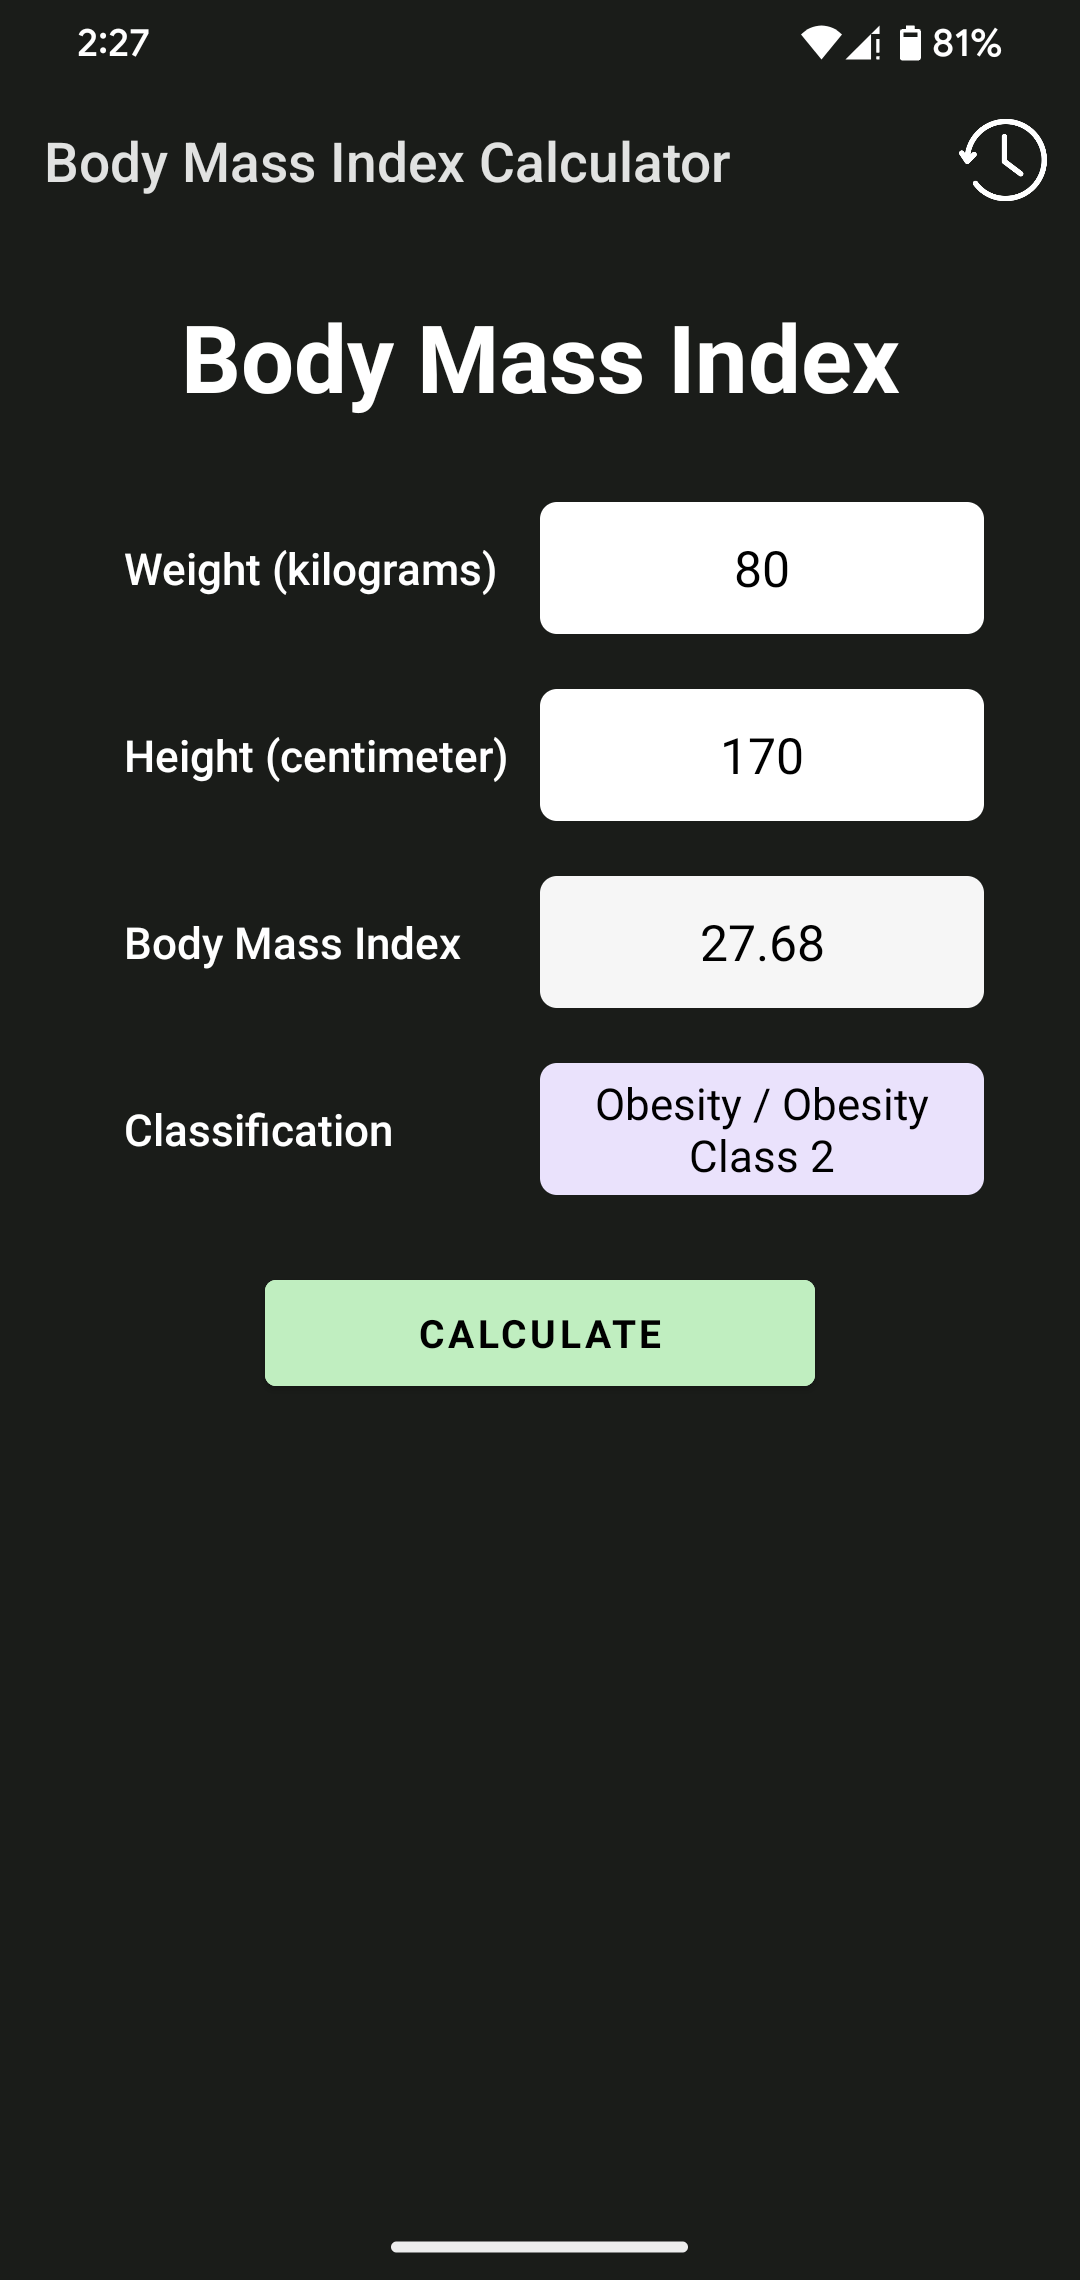 2:27
81%
Body Mass Index Calculator
Body Mass Index
Weight (kilograms)
80
Height (centimeter)
170
Body Mass Index
27.68
Classification
Obesity / Obesity
Class 2
CALCULATE